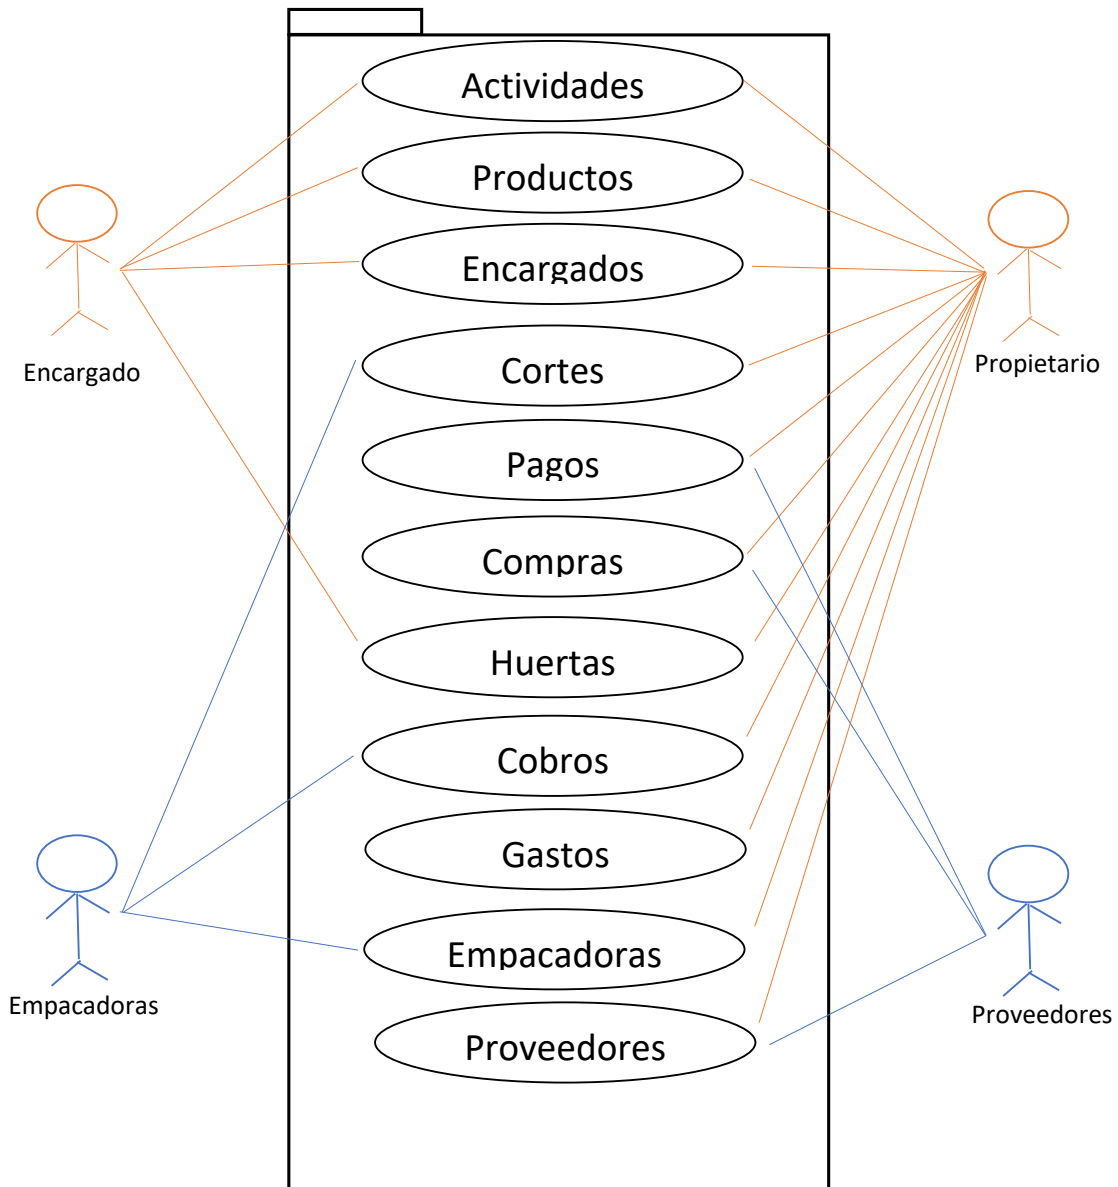 Actividades
Productos
Encargados
Cortes
Pagos
Compras
Huertas
Cobros
Gastos
Empacadoras
Proveedores
Encargado
Propietario
Empacadoras
Proveedores